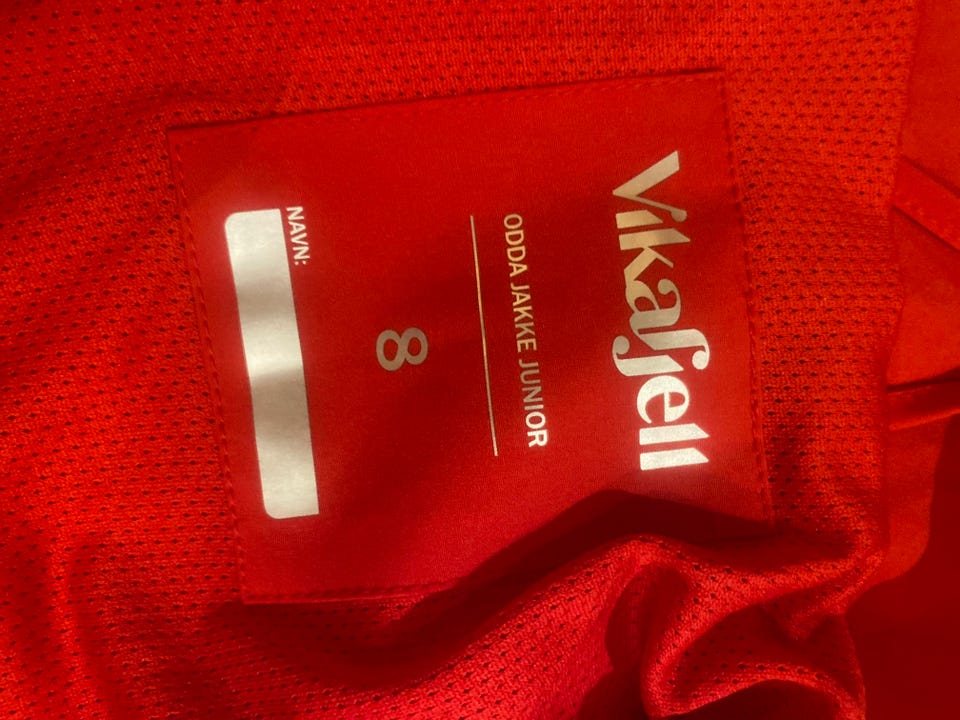 Vikafjell
ODDA JAKKE JUNIOR
8
NAVN: